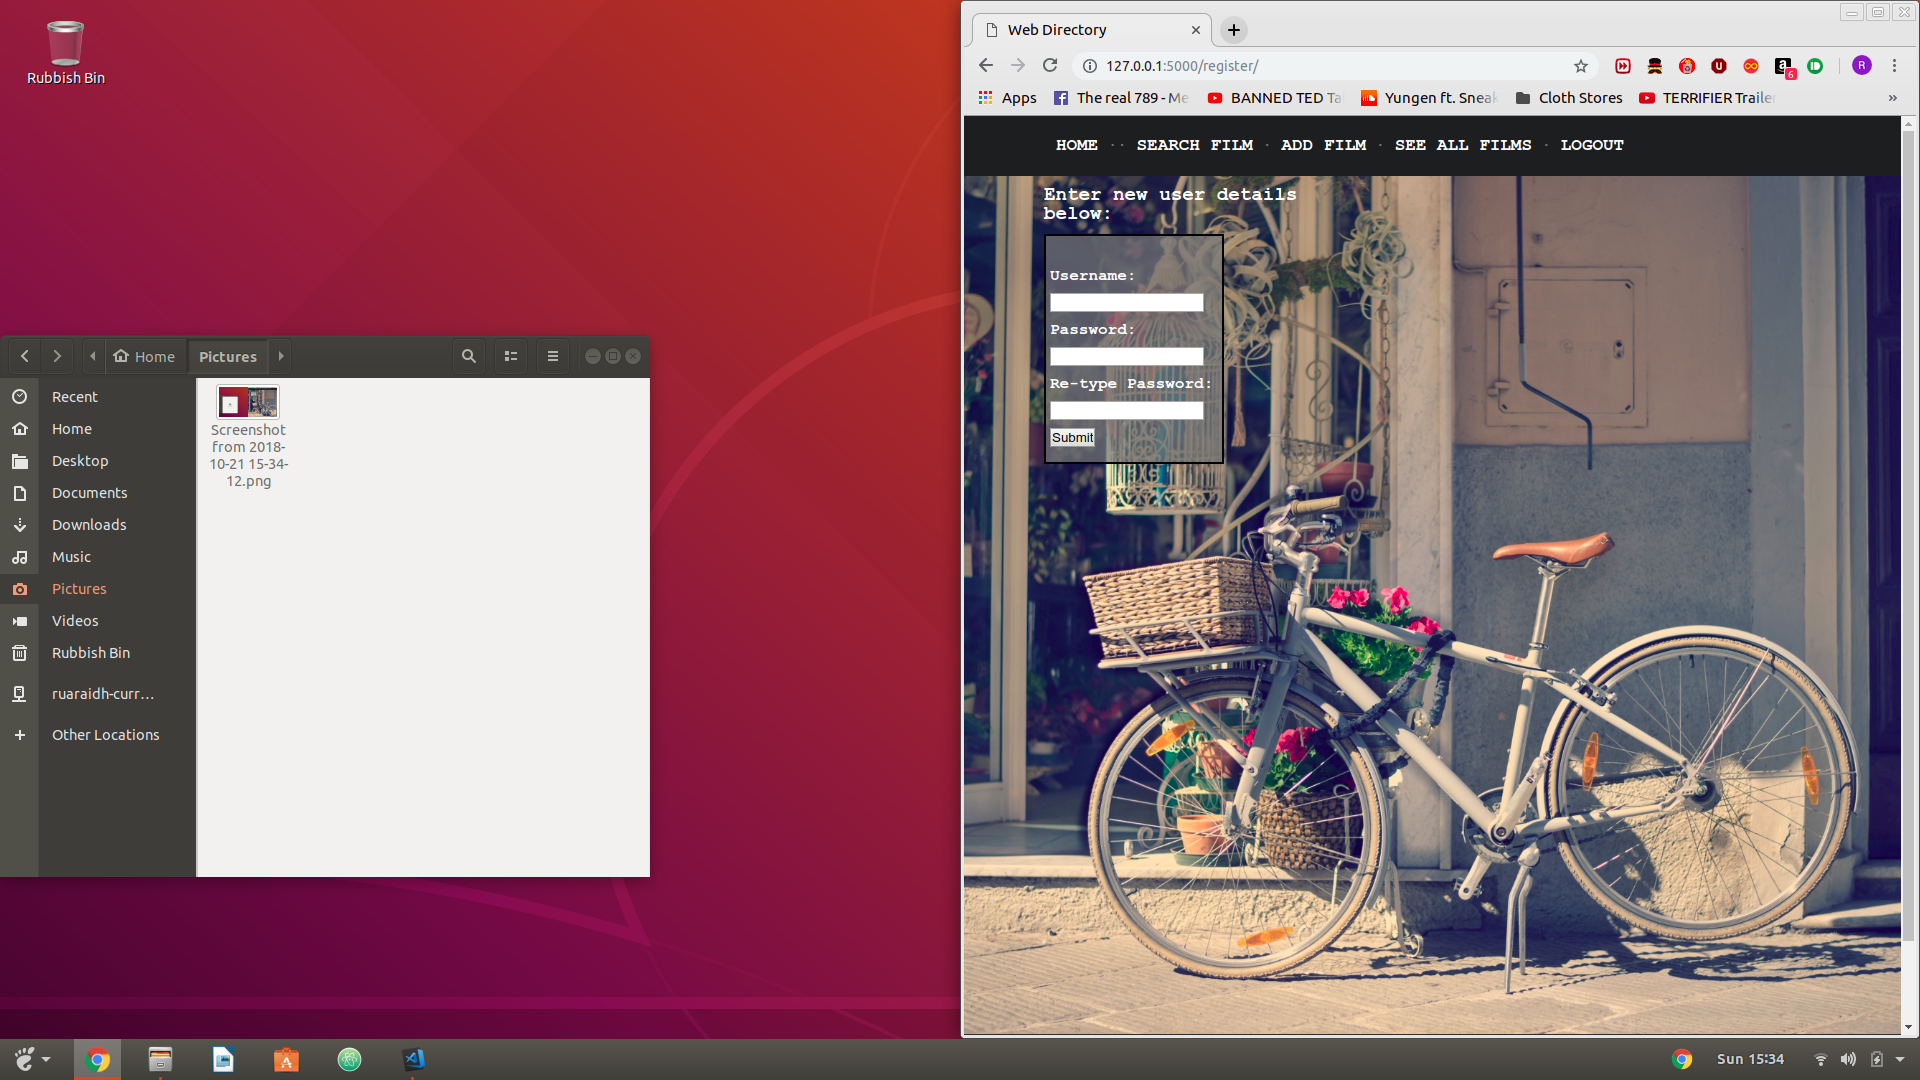 Rubbish Bin
Home
Pictures
Recent
Home
Desktop
Documents
Downloads
Music
Pictures
Videos
Rubbish Bin
ruaraidh-curr…
Other Locations
Screenshot
from 2018-
10-21 15-34-
12.png
Web Directory
127.0.0.1:5000/register/
6
R
Apps
The real 789 - Me
BANNED TED Ta
Yungen ft. Sneak
Cloth Stores
TERRIFIER Trailer
»
HOME · · SEARCH FILM · ADD FILM · SEE ALL FILMS · LOGOUT
Enter new user details
below:
Username:
Password:
Re-type Password:
Submit
Sun 15:34